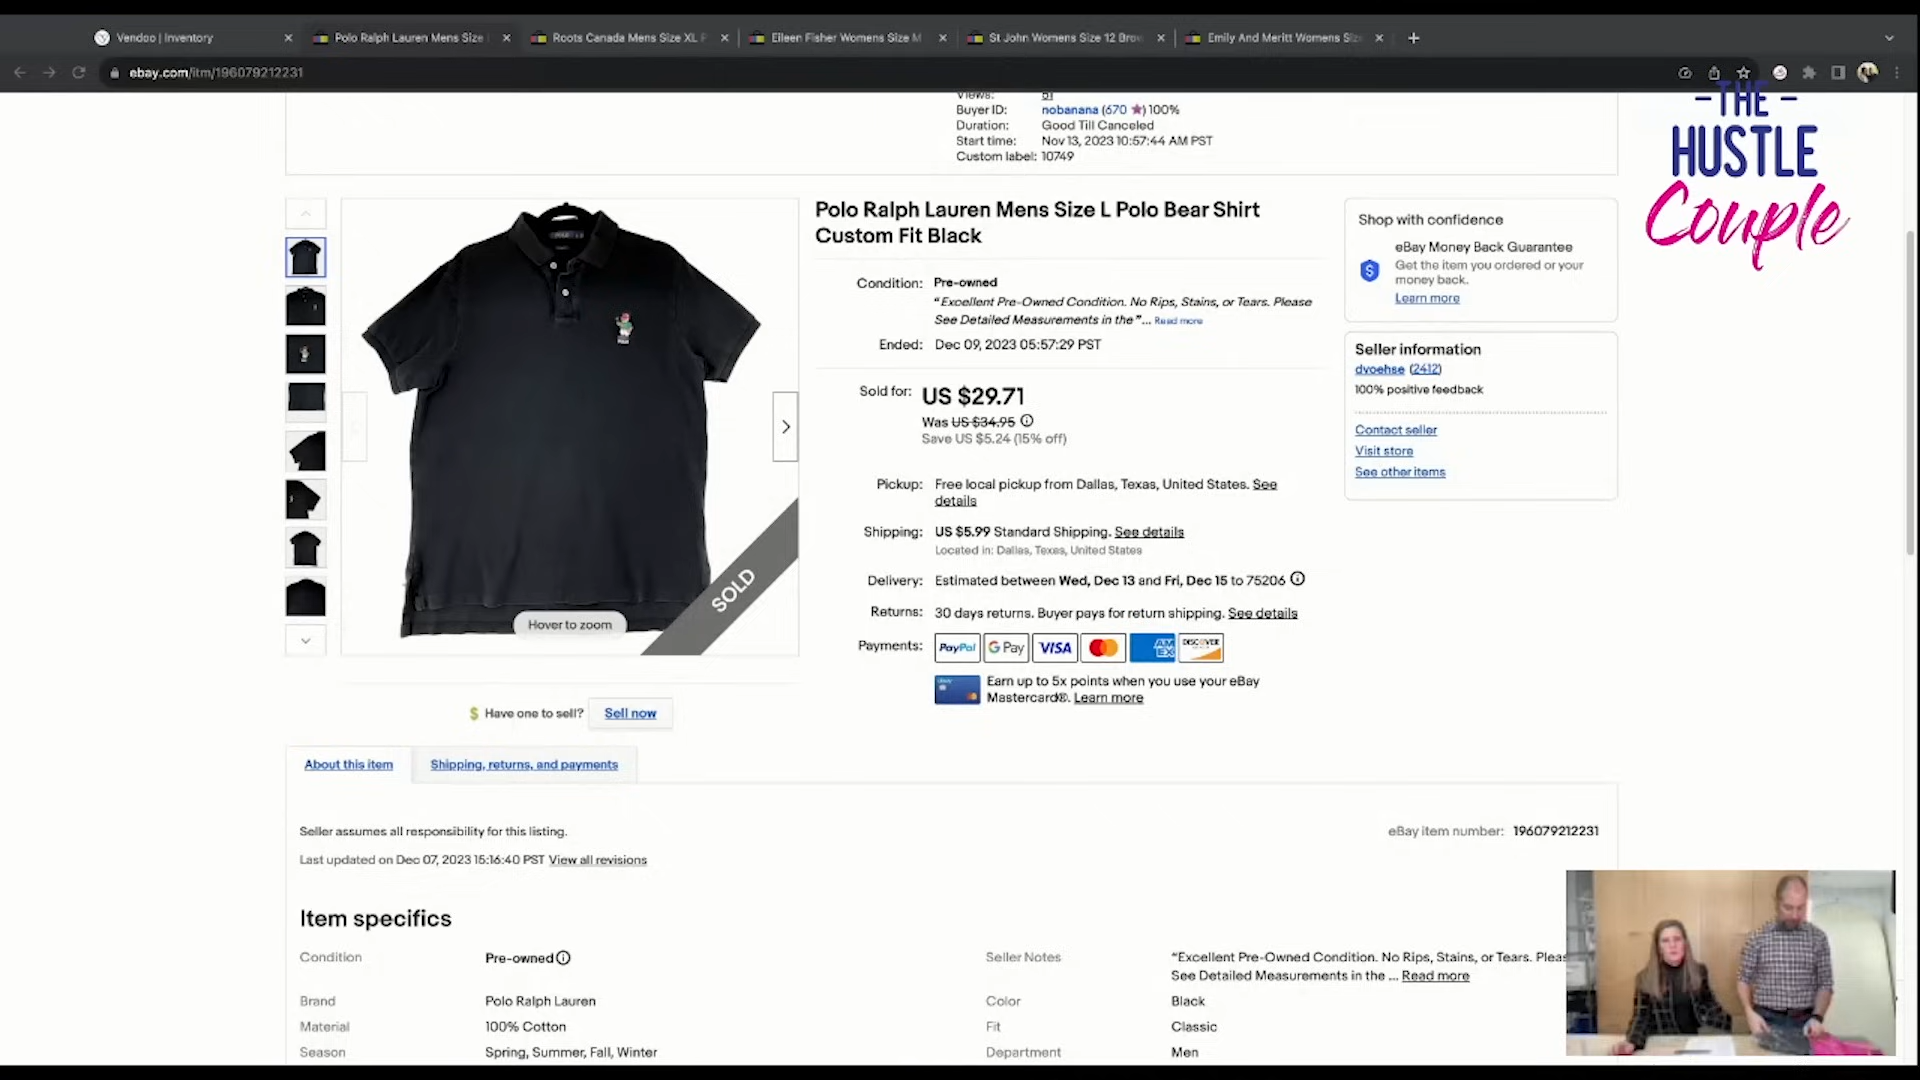 Vendoo | Inventory
Polo Ralph Lauren Mens Size
Roots Canada Mens Size XL F
Eileen Fisher Womens Size M
St John Womens Size 12 Brow
Emily And Meritt Womens Size
ebay.com/itm/196079212231
- THE -
HUSTLE
Couple
Views: 51
Buyer ID: nobanana (670 ) 100%
Duration: Good Till Canceled
Start time: Nov 13, 2023 10:57:44 AM PST
Custom label: 10749
Polo Ralph Lauren Mens Size L Polo Bear Shirt
Custom Fit Black
Condition: Pre-owned
“Excellent Pre-Owned Condition. No Rips, Stains, or Tears. Please
See Detailed Measurements in the”... Read more
Ended: Dec 09, 2023 05:57:29 PST
Sold for: US $29.71
Was US $34.95
Save US $5.24 (15% off)
Pickup: Free local pickup from Dallas, Texas, United States. See
details
Shipping: US $5.99 Standard Shipping. See details
Located in: Dallas, Texas, United States
Delivery: Estimated between Wed, Dec 13 and Fri, Dec 15 to 75206
Returns: 30 days returns. Buyer pays for return shipping. See details
Payments: PayPal G Pay VISA AMEX DISCOVER
Earn up to 5x points when you use your eBay
Mastercard®. Learn more
Shop with confidence
eBay Money Back Guarantee
Get the item you ordered or your
money back.
Learn more
Seller information
dvoehse (2412)
100% positive feedback
Contact seller
Visit store
See other items
SOLD
Hover to zoom
Have one to sell? Sell now
About this item
Shipping, returns, and payments
Seller assumes all responsibility for this listing.
eBay item number: 196079212231
Last updated on Dec 07, 2023 15:16:40 PST View all revisions
Item specifics
Condition Pre-owned
Seller Notes “Excellent Pre-Owned Condition. No Rips, Stains, or Tears. Pleas
See Detailed Measurements in the ... Read more
Brand Polo Ralph Lauren
Color Black
Material 100% Cotton
Fit Classic
Season Spring, Summer, Fall, Winter
Department Men